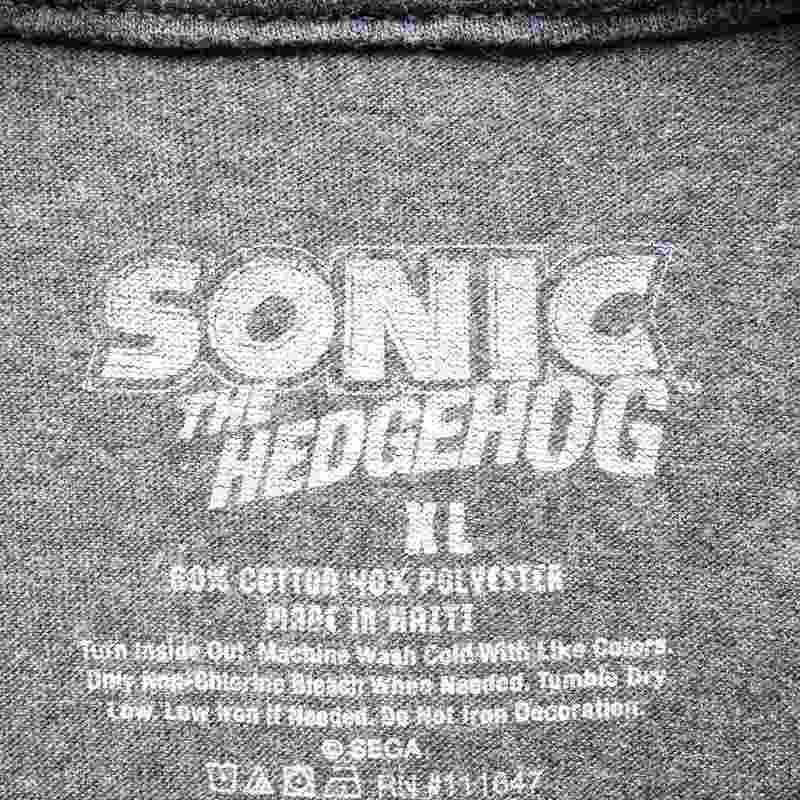 SONIC
THE
HEDGEHOG™
XL
60% COTTON 40% POLYESTER
MADE IN HAITI
Turn Inside Out. Machine Wash Cold With Like Colors.
Only Non-Chlorine Bleach When Needed. Tumble Dry
Low. Low Iron If Needed. Do Not Iron Decoration.
© SEGA.
RN #111647